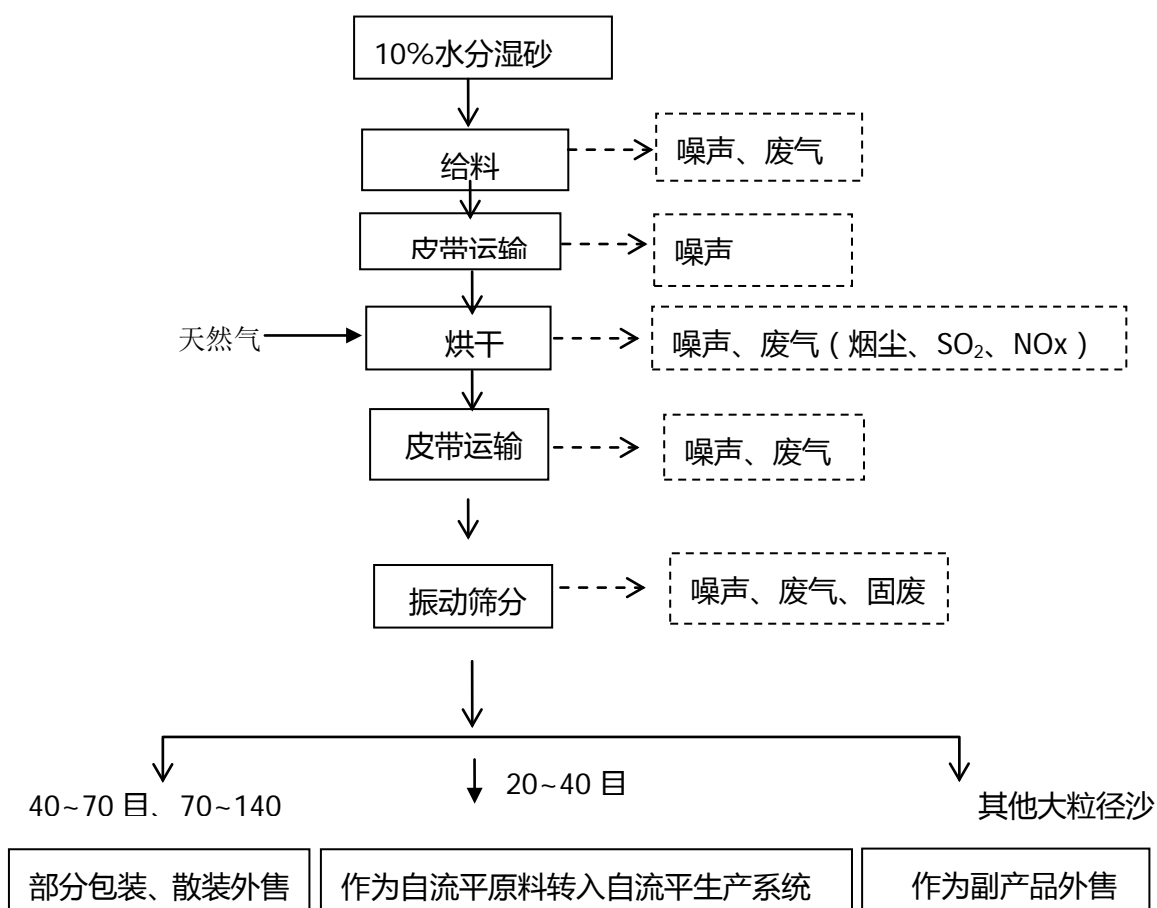 10%水分湿砂
给料
噪声、废气
皮带运输
噪声
天然气
烘干
噪声、废气（烟尘、SO₂、NOx）
皮带运输
噪声、废气
振动筛分
噪声、废气、固废
40~70 目、70~140
20~40 目
其他大粒径沙
部分包装、散装外售
作为自流平原料转入自流平生产系统
作为副产品外售